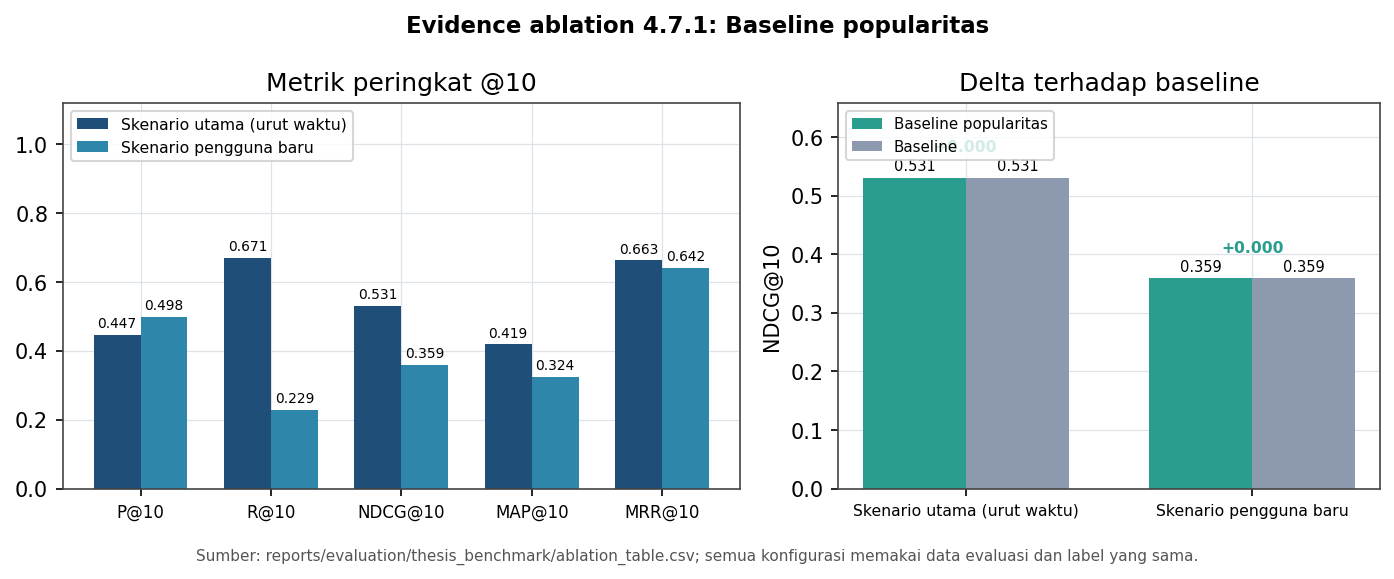 Evidence ablation 4.7.1: Baseline popularitas
Metrik peringkat @10
Skenario utama (urut waktu)
Skenario pengguna baru
1.0
0.8
0.6
0.4
0.2
0.0
0.447
0.498
0.671
0.229
0.531
0.359
0.419
0.324
0.663
0.642
P@10
R@10
NDCG@10
MAP@10
MRR@10
Delta terhadap baseline
Baseline popularitas
Baseline
+0.000
NDCG@10
0.6
0.5
0.4
0.3
0.2
0.1
0.0
0.531
0.531
+0.000
0.359
0.359
Skenario utama (urut waktu)
Skenario pengguna baru
Sumber: reports/evaluation/thesis_benchmark/ablation_table.csv; semua konfigurasi memakai data evaluasi dan label yang sama.